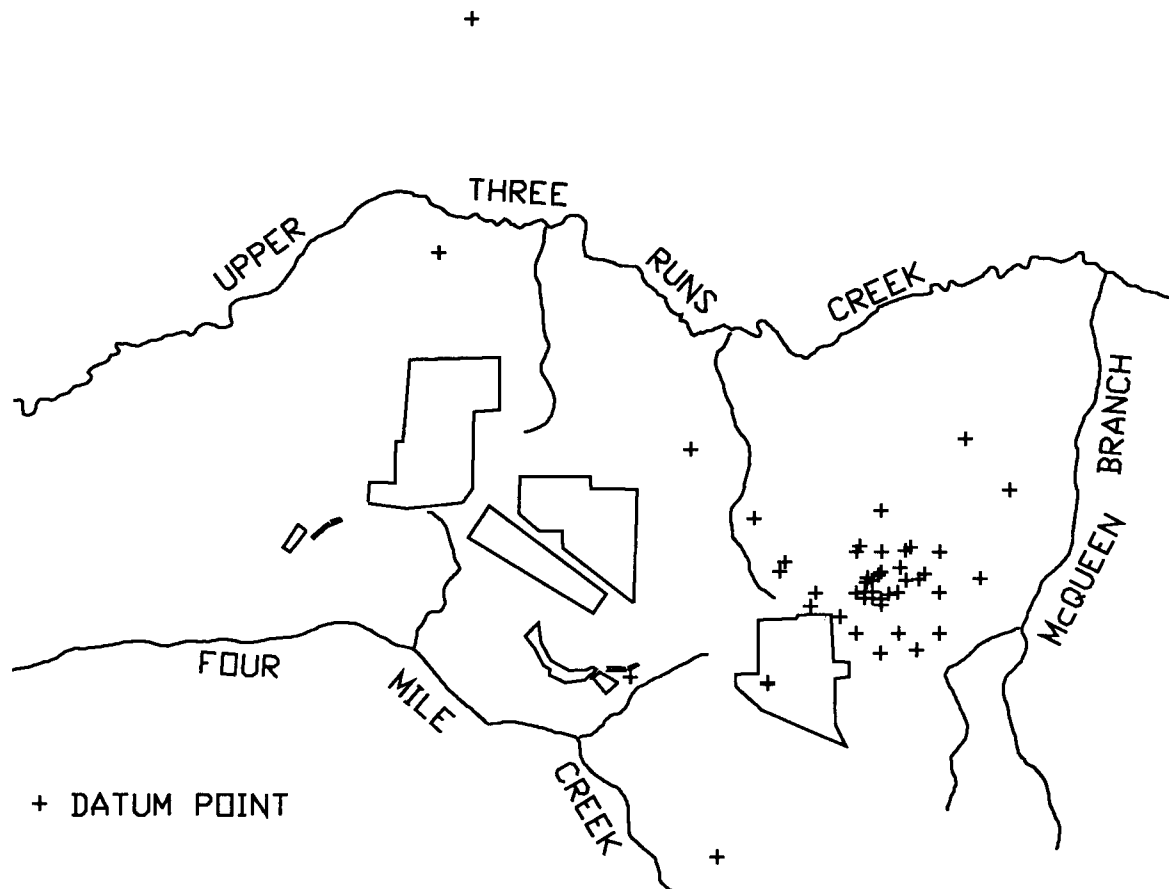 UPPER THREE RUNS CREEK
McQUEEN BRANCH
FOUR MILE CREEK
+ DATUM POINT